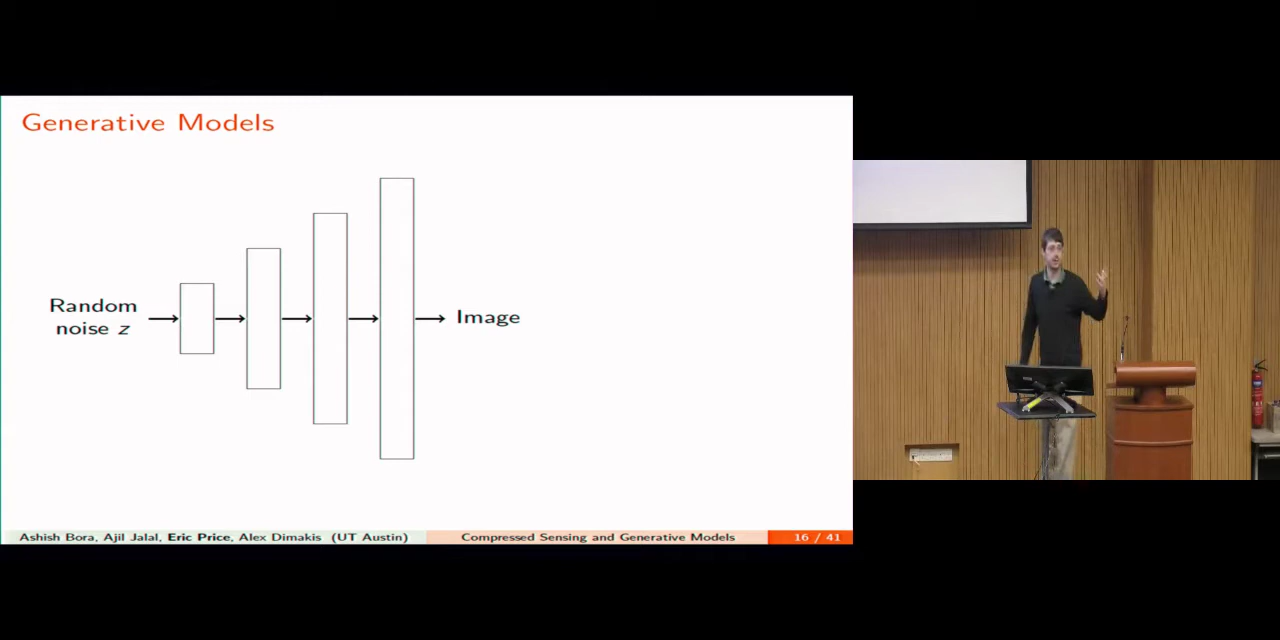 Generative Models
Random
noise z
Image
Ashish Bora, Ajil Jalal, Eric Price, Alex Dimakis (UT Austin)
Compressed Sensing and Generative Models
16 / 41